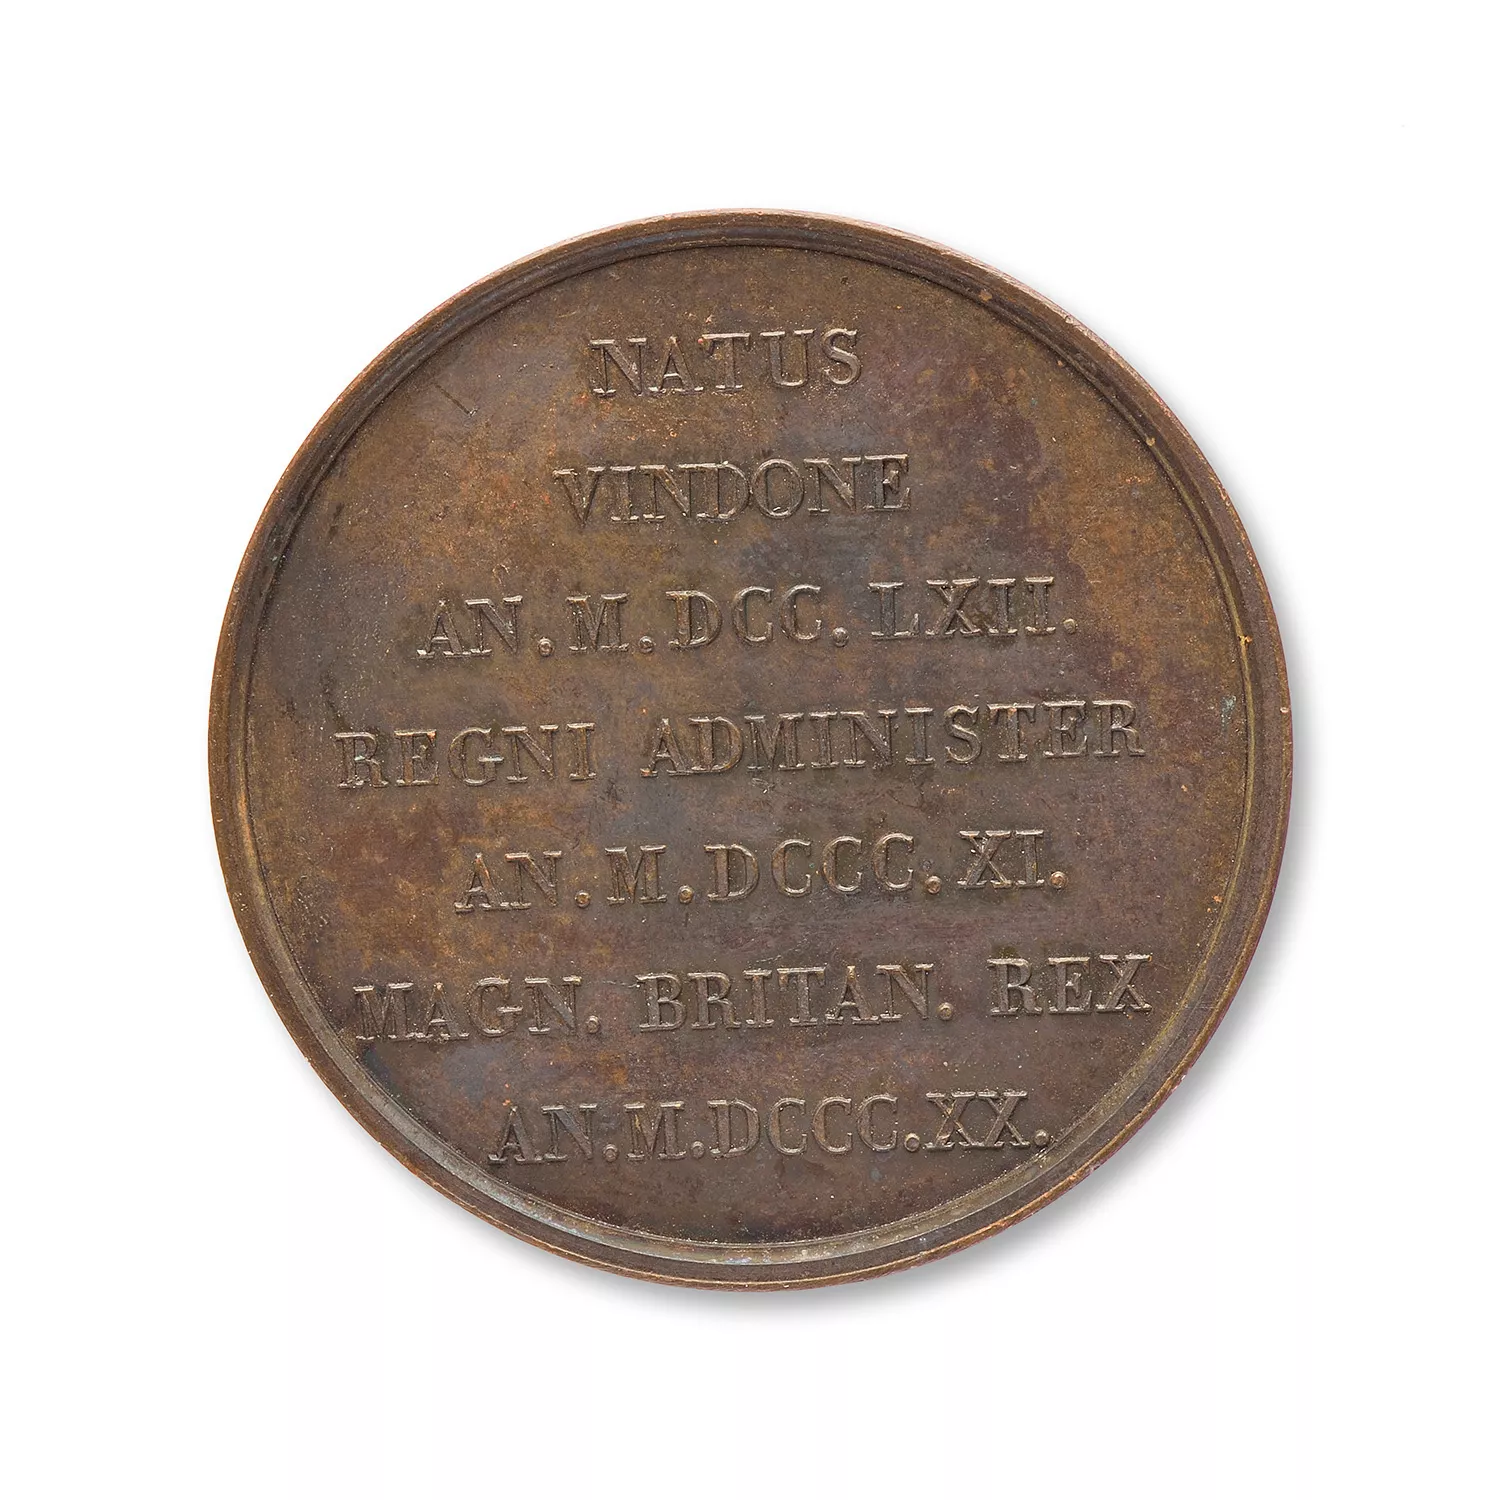 NATUS
VINDONE
AN.M.DCC.LXII.
REGNI ADMINISTER
AN.M.DCCC.XI.
MAGN. BRITAN. REX
AN.M.DCCC.XX.